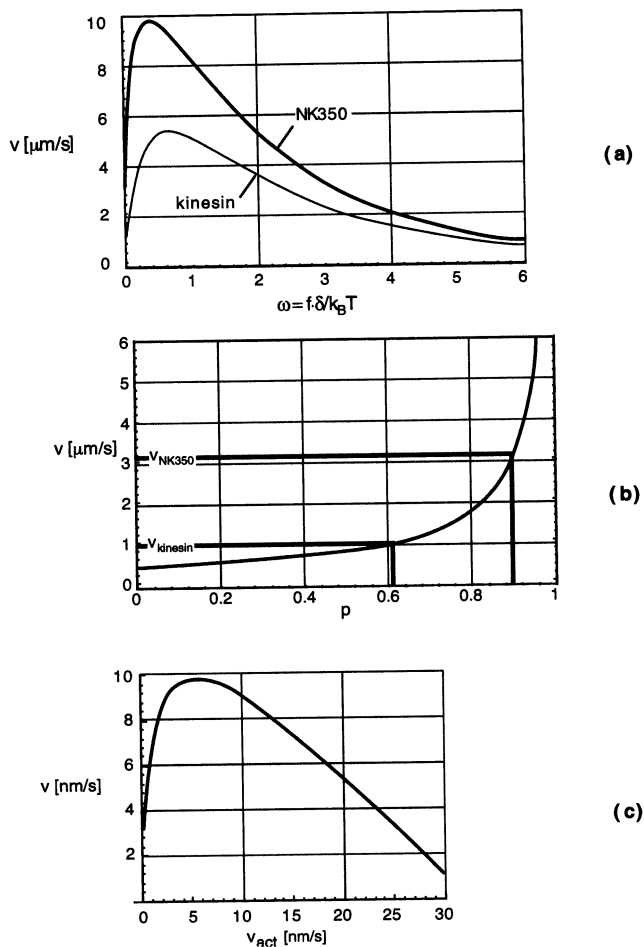 10
8
6
4
2
0
v [μm/s]
NK350
kinesin
0 1 2 3 4 5 6
ω=f·δ/k_BT
(a)
6
5
4
3
2
1
0
v [μm/s]
v_NK350
v_kinesin
0 0.2 0.4 0.6 0.8 1
p
(b)
10
8
6
4
2
v [nm/s]
0 5 10 15 20 25 30
v_act [nm/s]
(c)